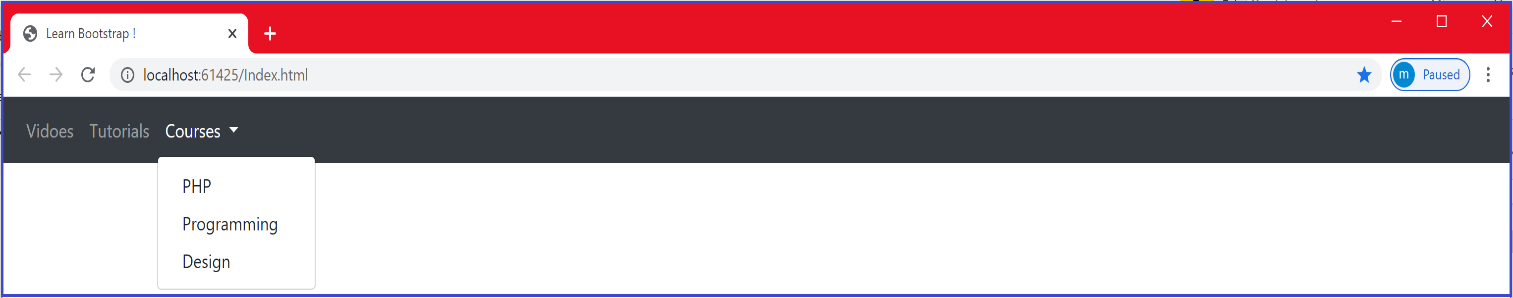 Learn Bootstrap !
localhost:61425/Index.html
m Paused
Vidoes Tutorials Courses
PHP
Programming
Design